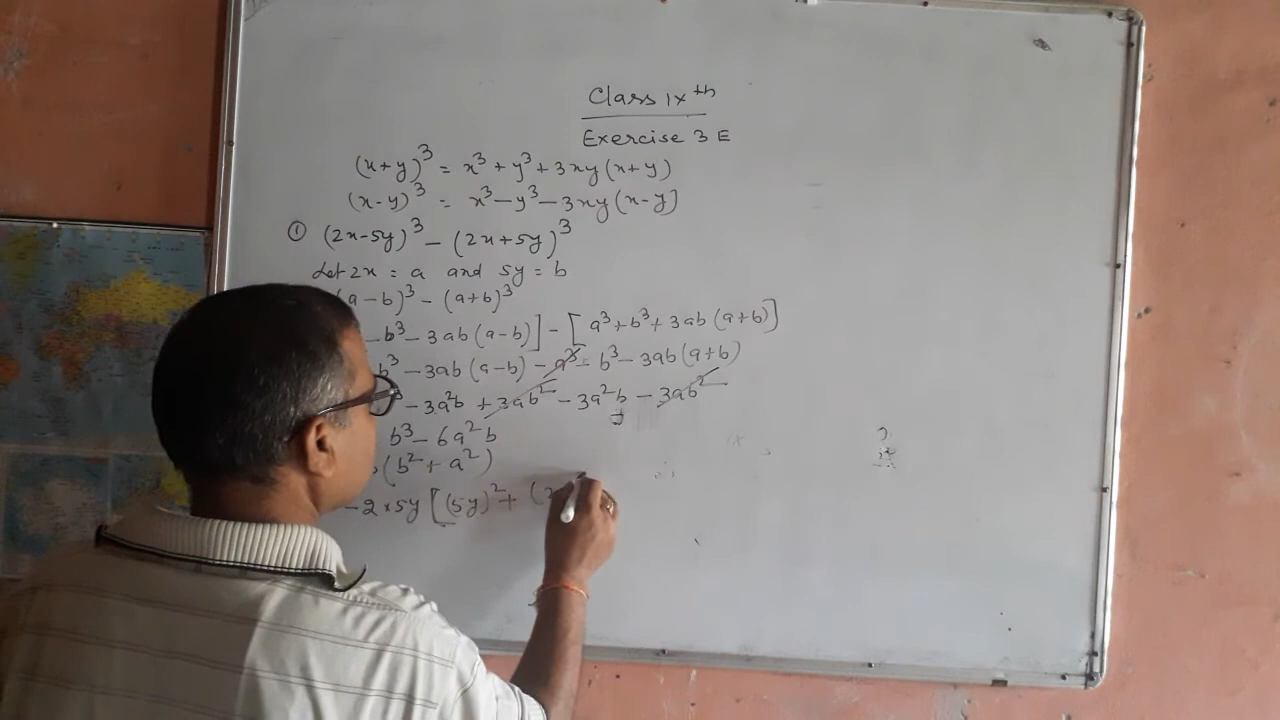 Class IXth
Exercise 3 E
(x+y)³ = x³ + y³ + 3xy(x+y)
(x-y)³ = x³ - y³ - 3xy(x-y]
① (2x-5y)³ - (2x+5y)³
Let 2x = a and 5y = b
(a-b)³ - (a+b)³
- b³ - 3ab(a-b)] - [a³ + b³ + 3ab(a+b)]
b³ - 3ab(a-b) - a³ - b³ - 3ab(a+b)
- 3a²b + 3ab² - 3a²b - 3ab²
b³ - 6a²b
(b² + a²)
-2×5y[(5y)² + (